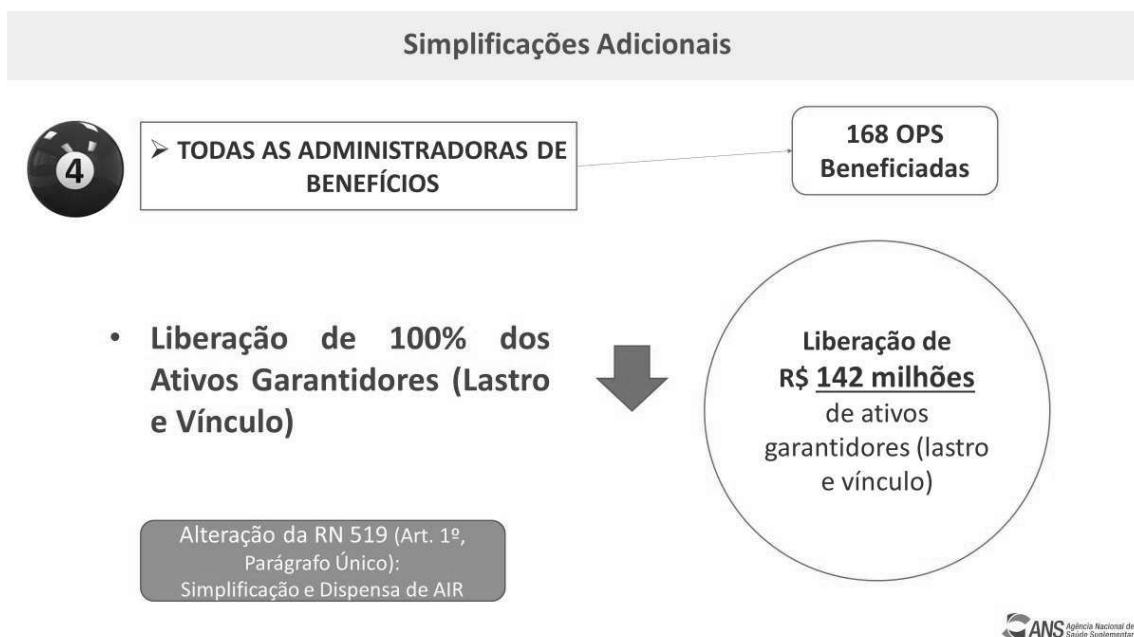 Simplificações Adicionais
4
➢ TODAS AS ADMINISTRADORAS DE
BENEFÍCIOS
168 OPS
Beneficiadas
• Liberação de 100% dos
Ativos Garantidores (Lastro
e Vínculo)
Liberação de
R$ 142 milhões
de ativos
garantidores (lastro
e vínculo)
Alteração da RN 519 (Art. 1º,
Parágrafo Único):
Simplificação e Dispensa de AIR
ANS Agência Nacional de
Saúde Suplementar